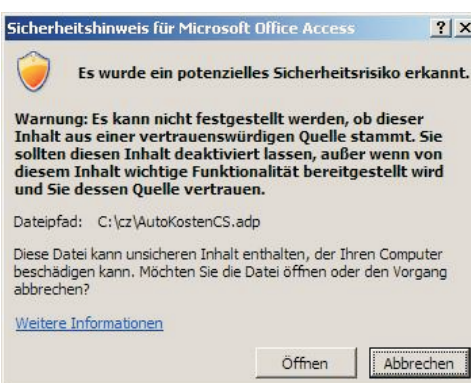 Sicherheitshinweis für Microsoft Office Access
Es wurde ein potenzielles Sicherheitsrisiko erkannt.
Warnung: Es kann nicht festgestellt werden, ob dieser
Inhalt aus einer vertrauenswürdigen Quelle stammt. Sie
sollten diesen Inhalt deaktiviert lassen, außer wenn von
diesem Inhalt wichtige Funktionalität bereitgestellt wird
und Sie dessen Quelle vertrauen.
Dateipfad: C:\cz\AutoKostenCS.adp
Diese Datei kann unsicheren Inhalt enthalten, der Ihren Computer
beschädigen kann. Möchten Sie die Datei öffnen oder den Vorgang
abbrechen?
Weitere Informationen
Öffnen Abbrechen